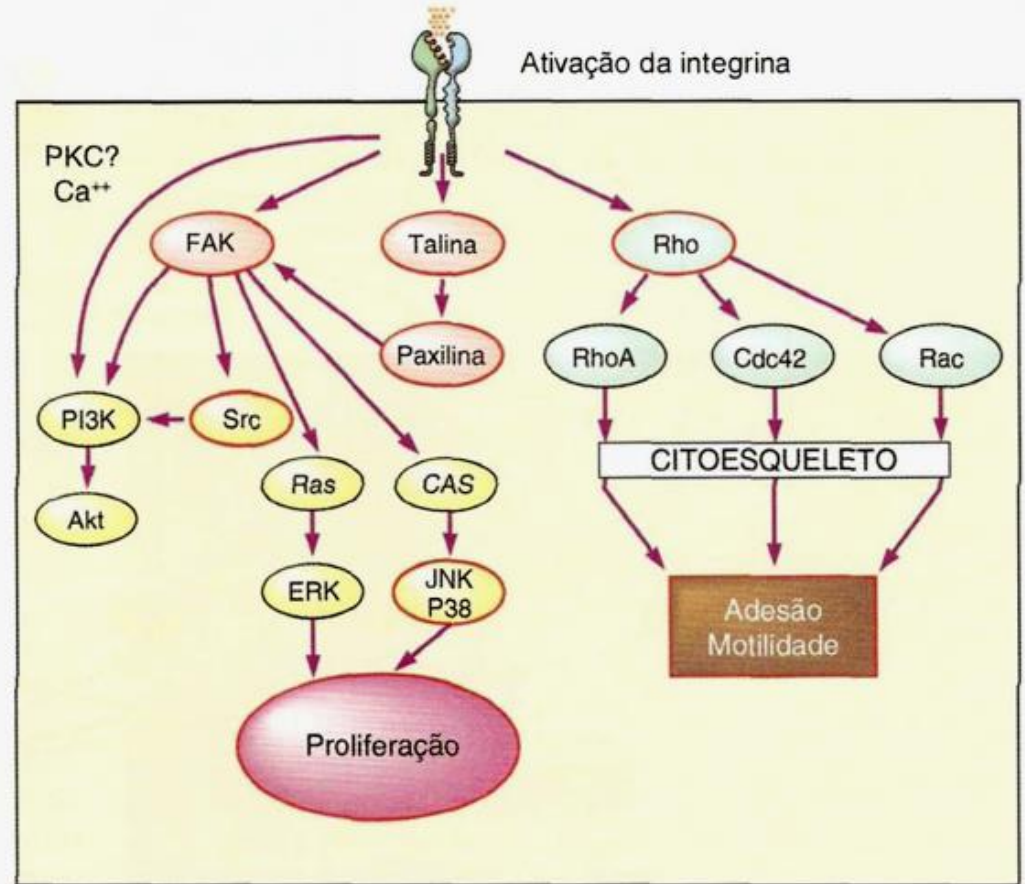 Ativação da integrina
PKC?
Ca⁺⁺
FAK
Talina
Rho
Paxilina
RhoA
Cdc42
Rac
PI3K
Src
CITOESQUELETO
Ras
CAS
Akt
ERK
JNK
P38
Adesão
Motilidade
Proliferação